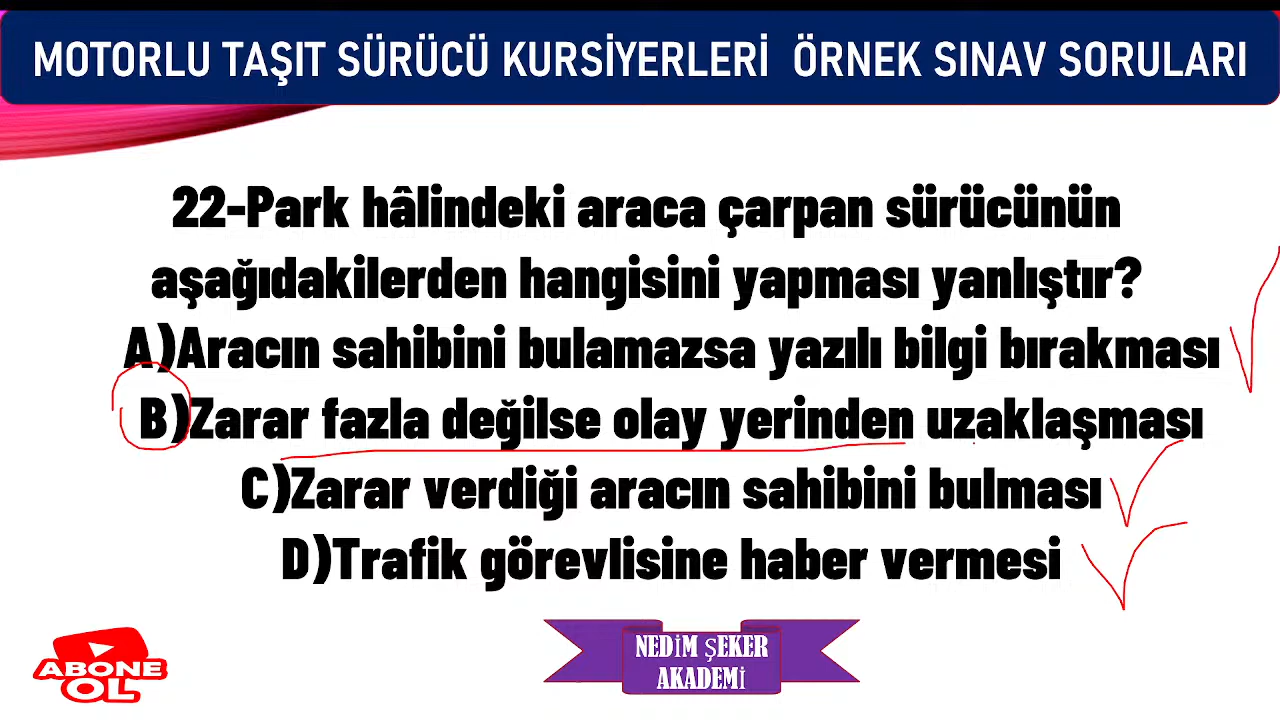 MOTORLU TAŞIT SÜRÜCÜ KURSİYERLERİ ÖRNEK SINAV SORULARI
22-Park hâlindeki araca çarpan sürücünün
aşağıdakilerden hangisini yapması yanlıştır?
A)Aracın sahibini bulamazsa yazılı bilgi bırakması
B)Zarar fazla değilse olay yerinden uzaklaşması
C)Zarar verdiği aracın sahibini bulması
D)Trafik görevlisine haber vermesi
NEDİM ŞEKER
AKADEMİ
ABONE
OL